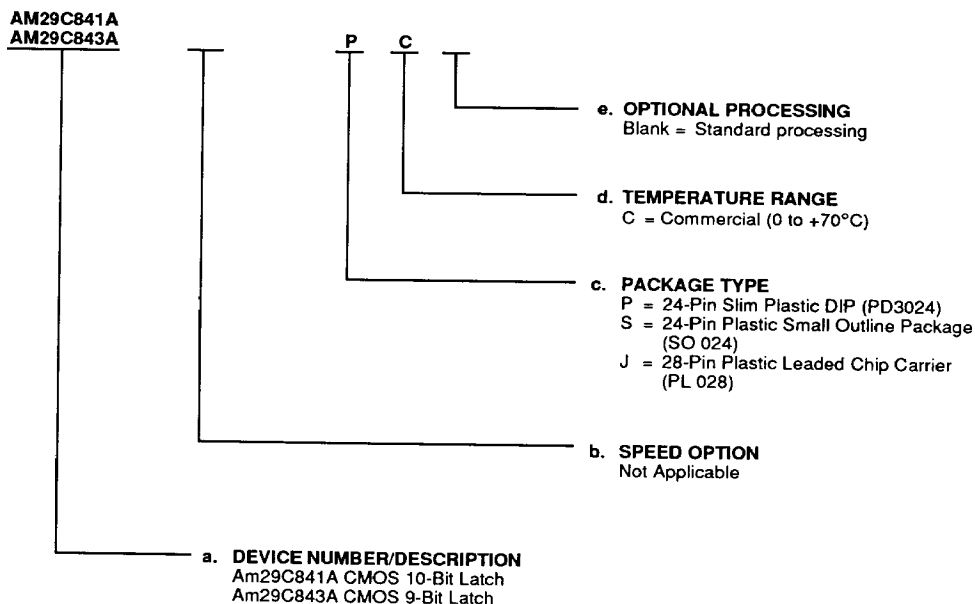 AM29C841A
AM29C843A
P C
e. OPTIONAL PROCESSING
Blank = Standard processing
d. TEMPERATURE RANGE
C = Commercial (0 to +70°C)
c. PACKAGE TYPE
P = 24-Pin Slim Plastic DIP (PD3024)
S = 24-Pin Plastic Small Outline Package
(SO 024)
J = 28-Pin Plastic Leaded Chip Carrier
(PL 028)
b. SPEED OPTION
Not Applicable
a. DEVICE NUMBER/DESCRIPTION
Am29C841A CMOS 10-Bit Latch
Am29C843A CMOS 9-Bit Latch